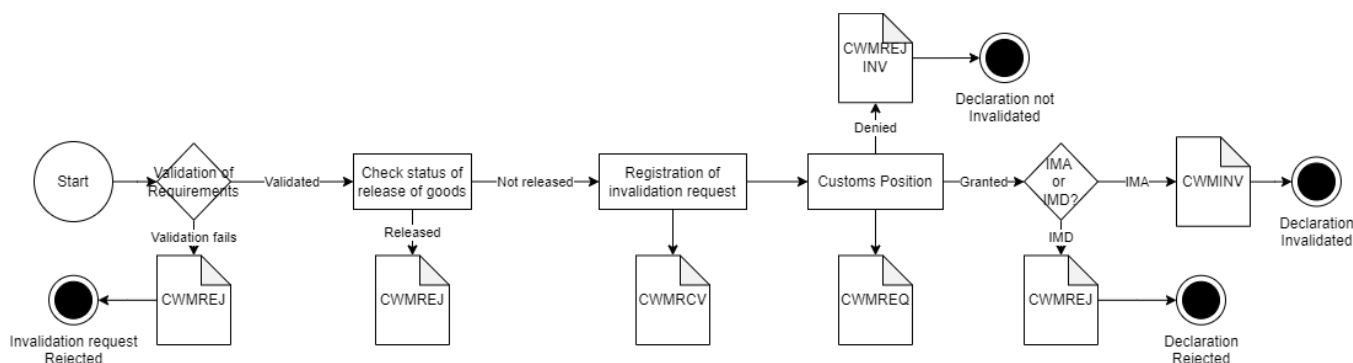 CWMREJ
INV
Declaration not
Invalidated
Denied
Start
Validation of
Requirements
Validated
Check status of
release of goods
Not released
Registration of
invalidation request
Customs Position
Granted
IMA
or
IMD?
IMA
CWMINV
Declaration
Invalidated
Validation fails
Released
IMD
CWMREJ
CWMREJ
CWMRCV
CWMREQ
CWMREJ
Invalidation request
Rejected
Declaration
Rejected